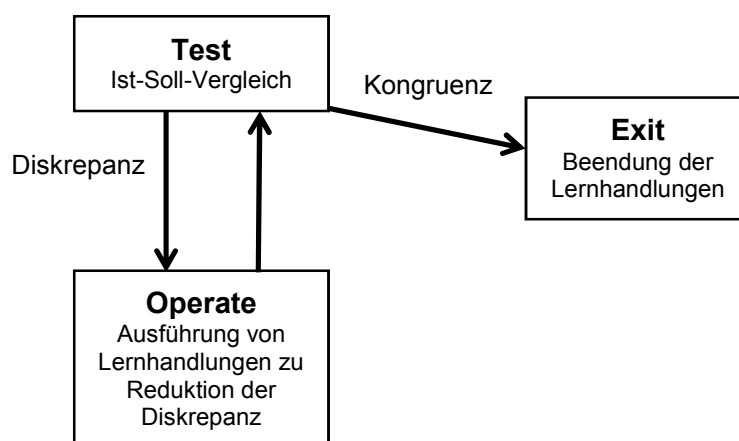 Test
Ist-Soll-Vergleich
Kongruenz
Exit
Beendung der
Lernhandlungen
Diskrepanz
Operate
Ausführung von
Lernhandlungen zu
Reduktion der
Diskrepanz